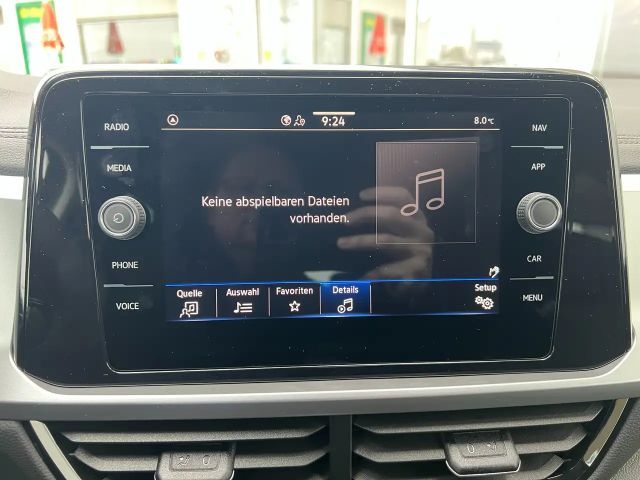 RADIO
MEDIA
PHONE
VOICE
9:24
8.0°C
Keine abspielbaren Dateien
vorhanden.
Quelle
Auswahl
Favoriten
Details
Setup
NAV
APP
CAR
MENU